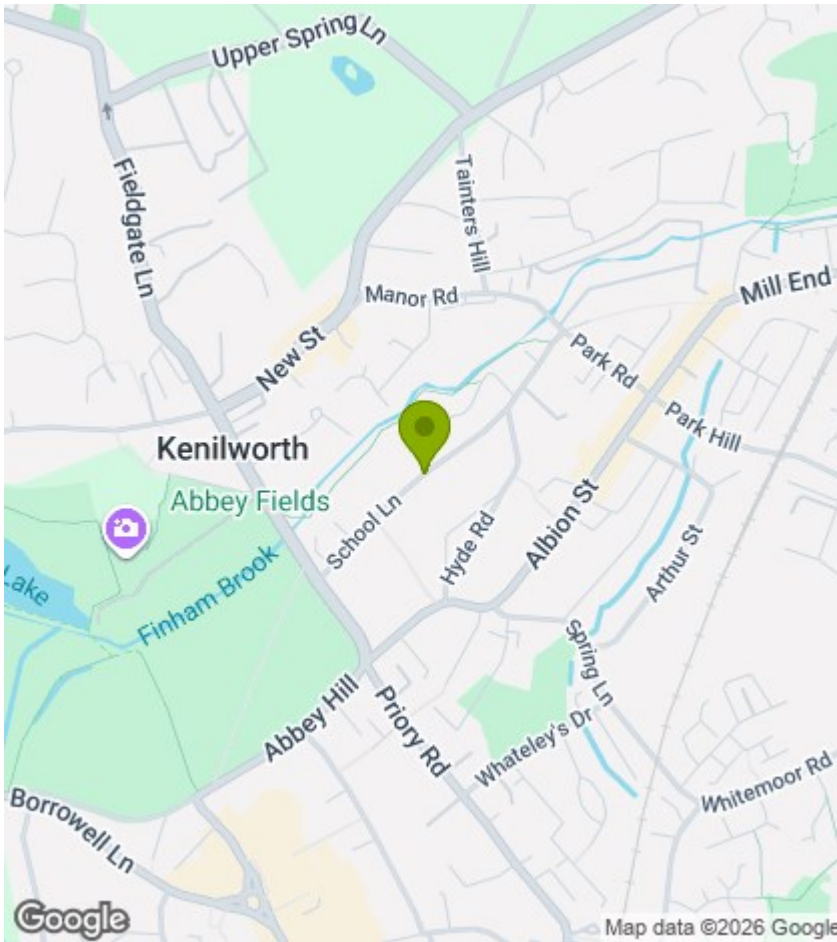 Upper Spring Ln
Fieldgate Ln
Tainters Hill
Mill End
Manor Rd
New St
Park Rd
Park Hill
Kenilworth
Abbey Fields
School Ln
Hyde Rd
Albion St
Arthur St
Lake
Finham Brook
Spring Ln
Abbey Hill
Priory Rd
Whateley's Dr
Whitemoor Rd
Borrowell Ln
Google
Map data ©2026 Google